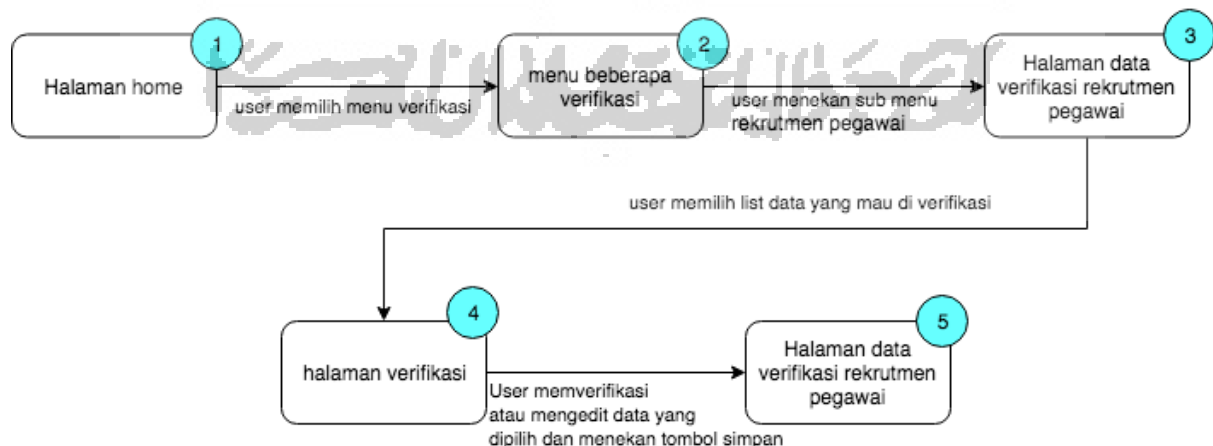 1
Halaman home
user memilih menu verifikasi
2
menu beberapa
verifikasi
user menekan sub menu
rekrutmen pegawai
3
Halaman data
verifikasi rekrutmen
pegawai
user memilih list data yang mau di verifikasi
4
halaman verifikasi
User memverifikasi
atau mengedit data yang
dipilih dan menekan tombol simpan
5
Halaman data
verifikasi rekrutmen
pegawai